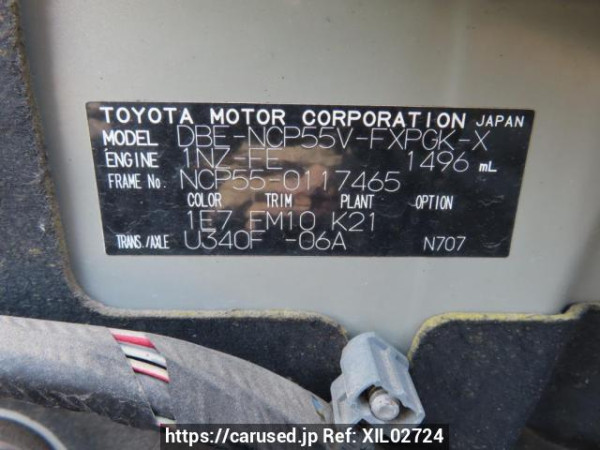 TOYOTA MOTOR CORPORATION JAPAN
MODEL DBE-NCP55V-FXPGK-X
ENGINE 1NZ-FE 1496 mL
FRAME No. NCP55-0117465
COLOR TRIM PLANT OPTION
1E7 EM10 K21
TRANS./AXLE U340F -06A N707
https://carused.jp Ref: XIL02724